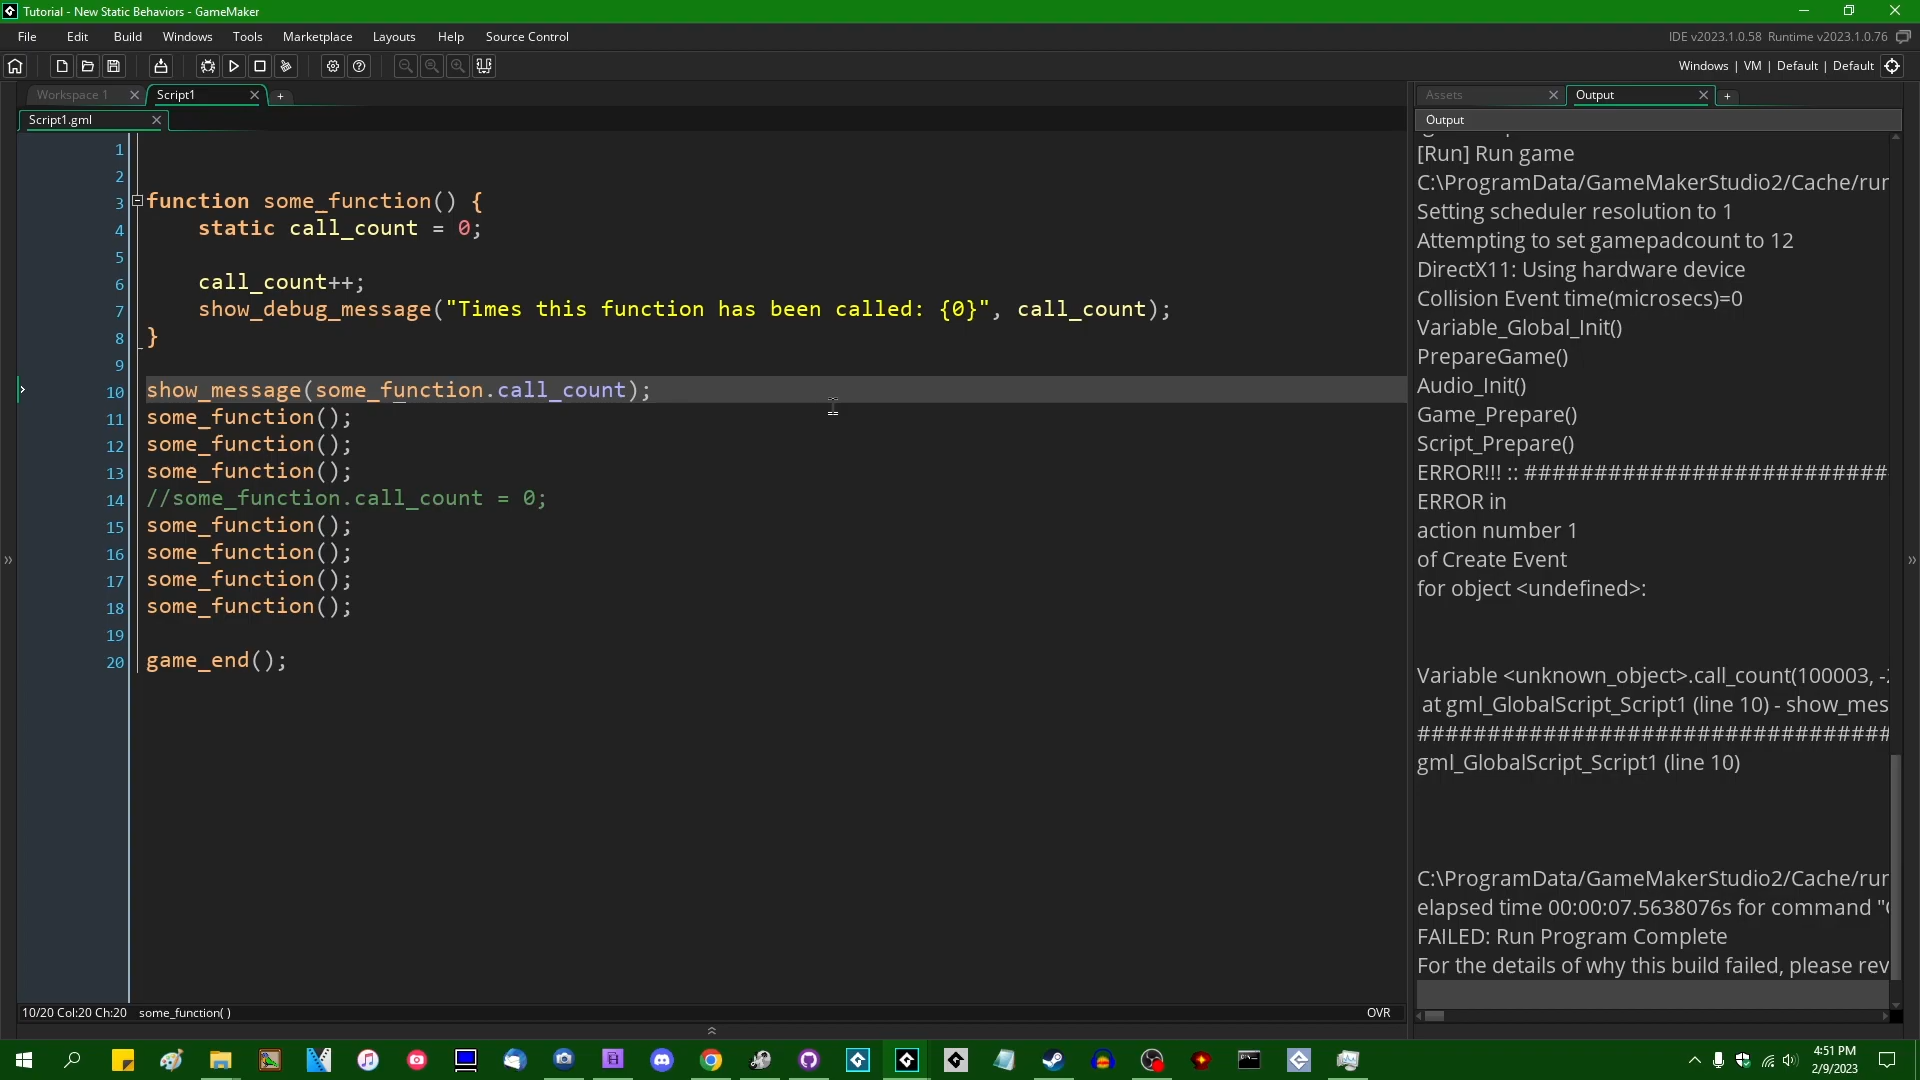 Tutorial - New Static Behaviors - GameMaker
File Edit Build Windows Tools Marketplace Layouts Help Source Control
IDE v2023.1.0.58 Runtime v2023.1.0.76
Windows | VM | Default | Default
Workspace 1
Script1
Script1.gml
1
2
3 function some_function() {
4 static call_count = 0;
5
6 call_count++;
7 show_debug_message("Times this function has been called: {0}", call_count);
8 }
9
10 show_message(some_function.call_count);
11 some_function();
12 some_function();
13 some_function();
14 //some_function.call_count = 0;
15 some_function();
16 some_function();
17 some_function();
18 some_function();
19
20 game_end();
10/20 Col:20 Ch:20 some_function( )
OVR
Assets
Output
Output
[Run] Run game
C:\ProgramData/GameMakerStudio2/Cache/rur
Setting scheduler resolution to 1
Attempting to set gamepadcount to 12
DirectX11: Using hardware device
Collision Event time(microsecs)=0
Variable_Global_Init()
PrepareGame()
Audio_Init()
Game_Prepare()
Script_Prepare()
ERROR!!! :: ##########################
ERROR in
action number 1
of Create Event
for object <undefined>:
Variable <unknown_object>.call_count(100003, -
at gml_GlobalScript_Script1 (line 10) - show_mes
##################################
gml_GlobalScript_Script1 (line 10)
C:\ProgramData/GameMakerStudio2/Cache/rur
elapsed time 00:00:07.5638076s for command "
FAILED: Run Program Complete
For the details of why this build failed, please rev
4:51 PM
2/9/2023